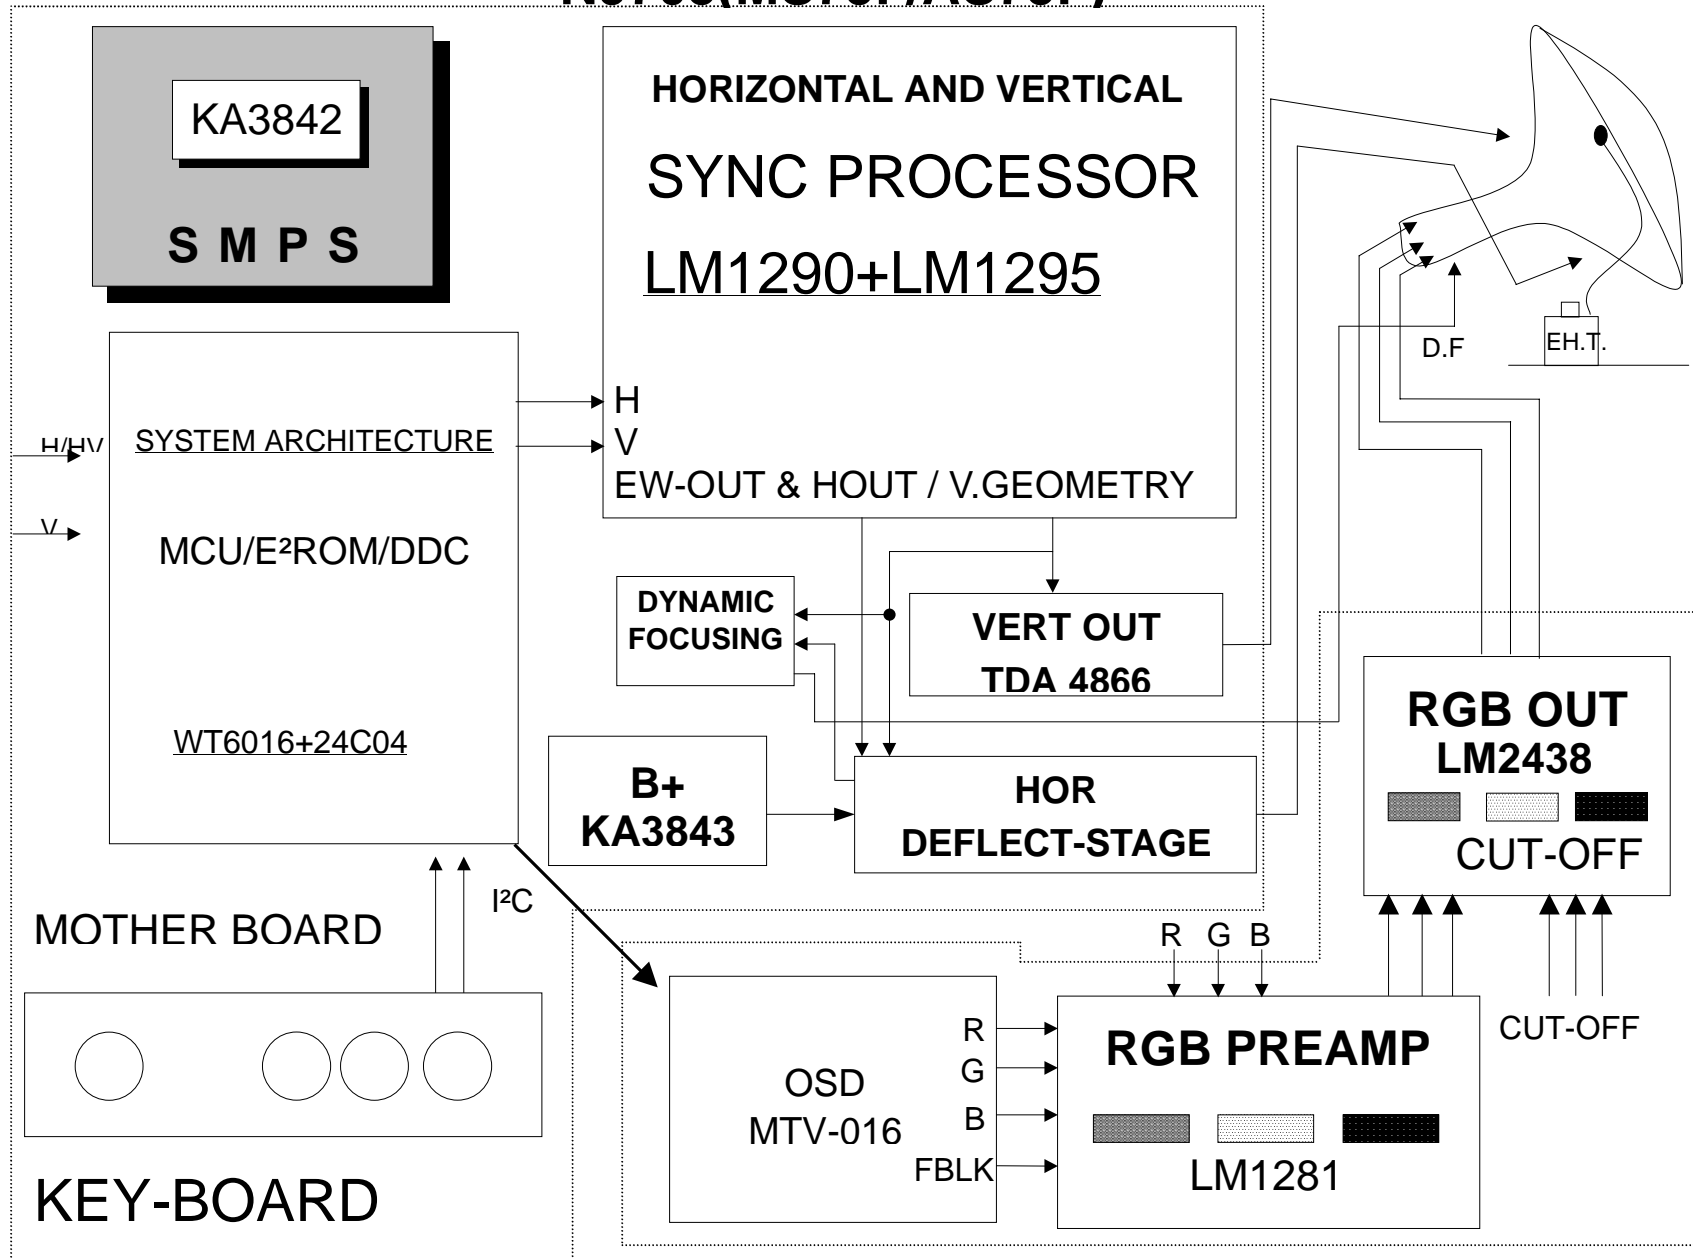 KA3842
S M P S
HORIZONTAL AND VERTICAL
SYNC PROCESSOR
LM1290+LM1295
H
V
EW-OUT & HOUT / V.GEOMETRY
D.F
EH.T.
H/HV
V
SYSTEM ARCHITECTURE
MCU/E²ROM/DDC
WT6016+24C04
DYNAMIC
FOCUSING
VERT OUT
TDA 4866
B+
KA3843
HOR
DEFLECT-STAGE
RGB OUT
LM2438
CUT-OFF
I²C
MOTHER BOARD
R G B
CUT-OFF
OSD
MTV-016
R
G
B
FBLK
RGB PREAMP
LM1281
KEY-BOARD